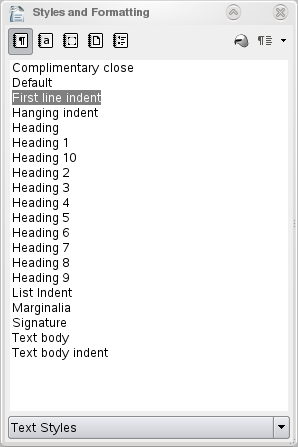 Styles and Formatting
Complimentary close
Default
First line indent
Hanging indent
Heading
Heading 1
Heading 10
Heading 2
Heading 3
Heading 4
Heading 5
Heading 6
Heading 7
Heading 8
Heading 9
List Indent
Marginalia
Signature
Text body
Text body indent
Text Styles